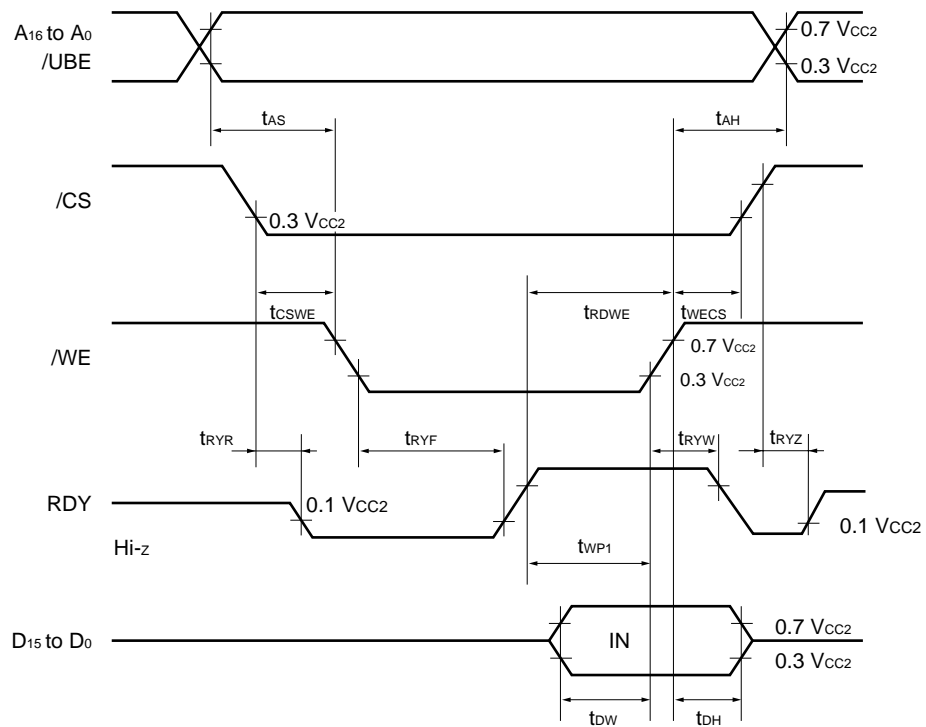 A16 to A0
/UBE
0.7 VCC2
0.3 VCC2
tAS
tAH
/CS
0.3 VCC2
tCSWE
tRDWE
tWECS
/WE
0.7 VCC2
0.3 VCC2
tRYR
tRYF
tRYW
tRYZ
RDY
0.1 VCC2
0.1 VCC2
Hi-Z
tWP1
D15 to D0
IN
0.7 VCC2
0.3 VCC2
tDW
tDH